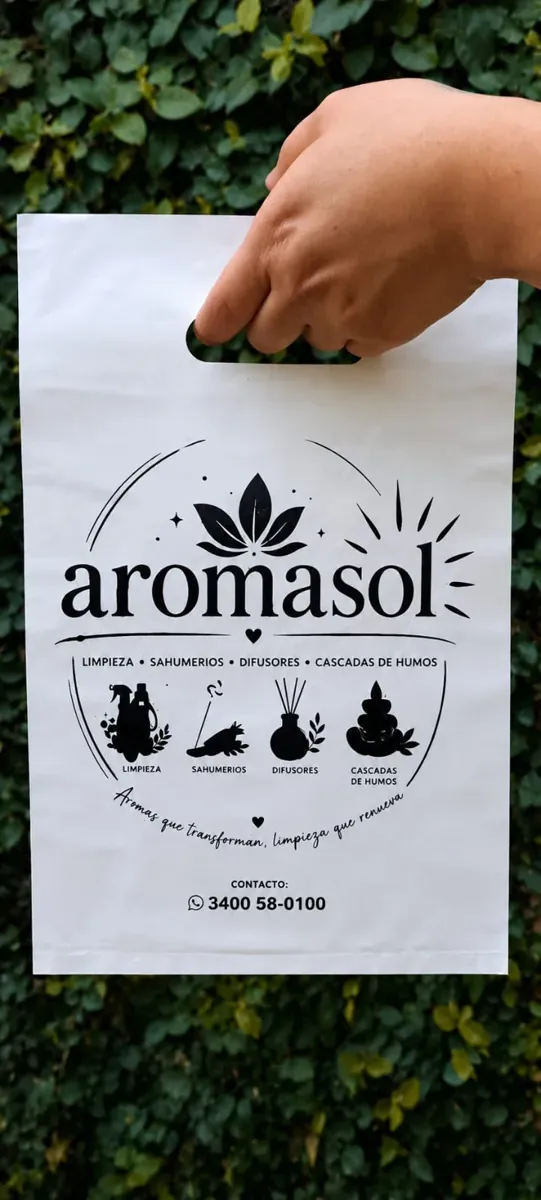 aromasol
LIMPIEZA • SAHUMERIOS • DIFUSORES • CASCADAS DE HUMOS
LIMPIEZA
SAHUMERIOS
DIFUSORES
CASCADAS
DE HUMOS
Aromas que transforman, limpieza que renueva
CONTACTO:
3400 58-0100